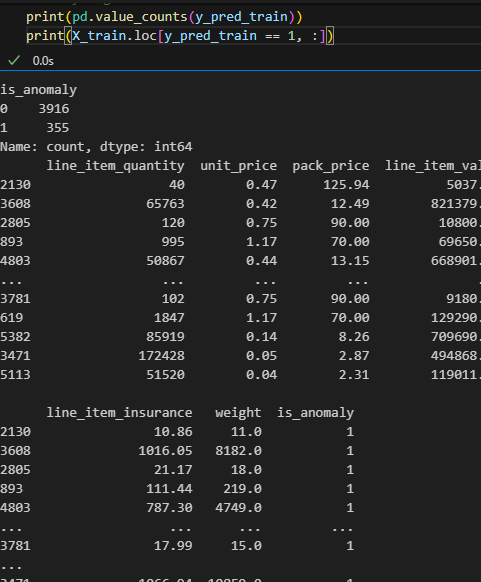 print(pd.value_counts(y_pred_train))
print(X_train.loc[y_pred_train == 1, :])
0.0s
is_anomaly
0    3916
1     355
Name: count, dtype: int64
line_item_quantity  unit_price  pack_price  line_item_val
2130                  40        0.47      125.94        5037.
3608               65763        0.42       12.49      821379.
2805                 120        0.75       90.00       10800.
893                  995        1.17       70.00       69650.
4803               50867        0.44       13.15      668901.
...                  ...         ...         ...           .
3781                 102        0.75       90.00        9180.
619                 1847        1.17       70.00      129290.
5382               85919        0.14        8.26      709690.
3471              172428        0.05        2.87      494868.
5113               51520        0.04        2.31      119011.
line_item_insurance  weight  is_anomaly
2130                10.86    11.0           1
3608              1016.05  8182.0           1
2805                21.17    18.0           1
893                111.44   219.0           1
4803               787.30  4749.0           1
...                   ...     ...         ...
3781                17.99    15.0           1
...